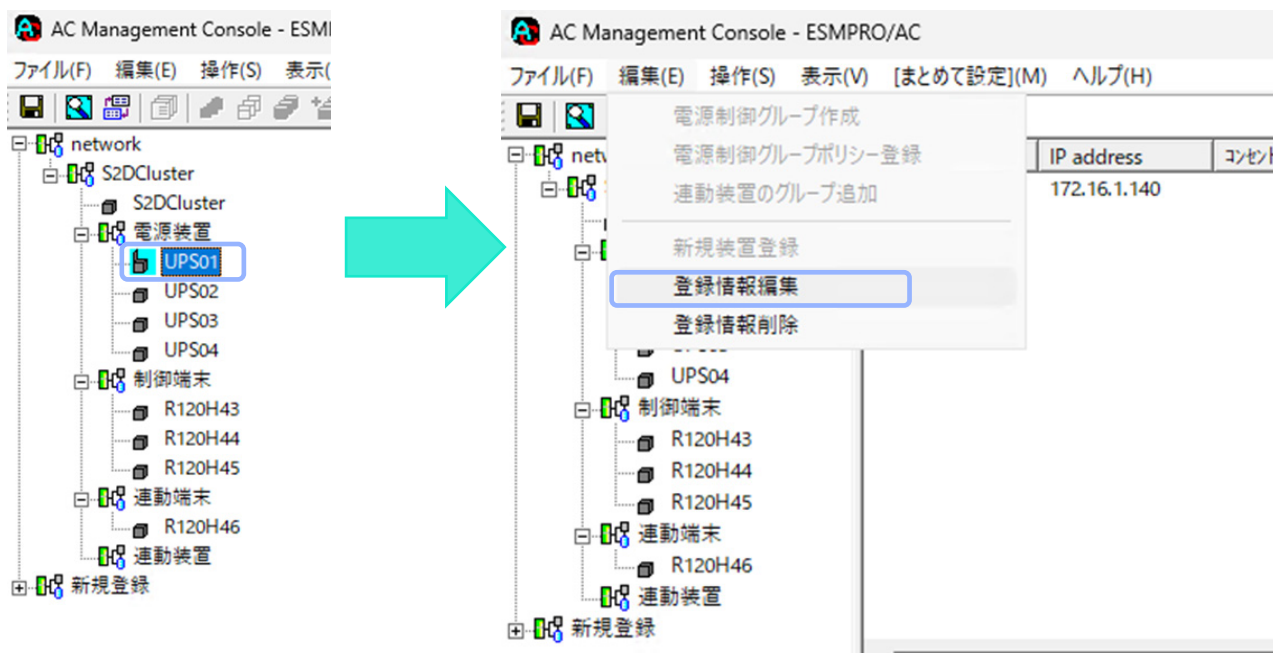 AC Management Console - ESM
ファイル(F) 編集(E) 操作(S) 表示(
network
S2DCluster
S2DCluster
電源装置
UPS01
UPS02
UPS03
UPS04
制御端末
R120H43
R120H44
R120H45
連動端末
R120H46
連動装置
新規登録
AC Management Console - ESMPRO/AC
ファイル(F) 編集(E) 操作(S) 表示(V) [まとめて設定](M) ヘルプ(H)
電源制御グループ作成
電源制御グループポリシー登録
連動装置のグループ追加
新規装置登録
登録情報編集
登録情報削除
IP address コンセント
172.16.1.140
netw
UPS04
制御端末
R120H43
R120H44
R120H45
連動端末
R120H46
連動装置
新規登録